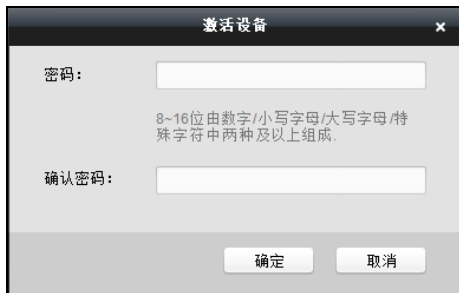 激活设备
密码：
8~16位由数字/小写字母/大写字母/特
殊字符中两种及以上组成.
确认密码：
确定 取消